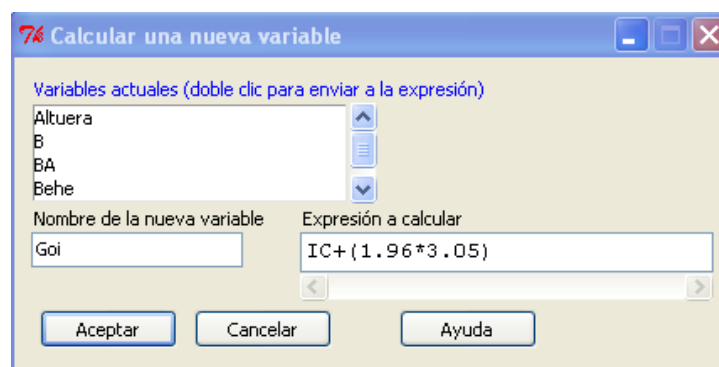 Calcular una nueva variable
Variables actuales (doble clic para enviar a la expresión)
Altuera
B
BA
Behe
Nombre de la nueva variable Expresión a calcular
Goi IC+(1.96*3.05)
Aceptar Cancelar Ayuda